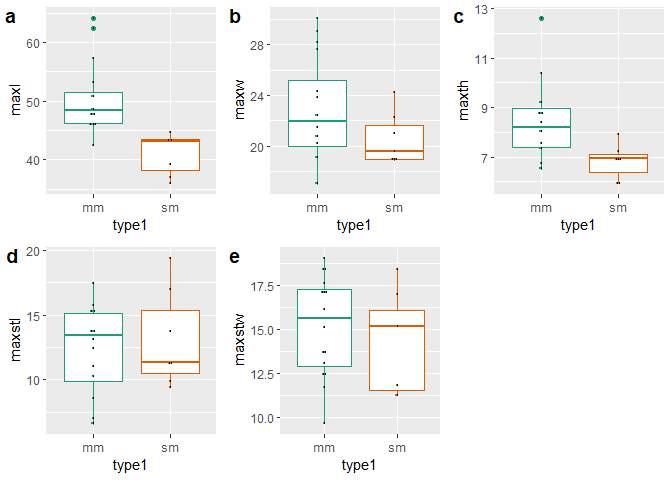 a
maxl
60
50
40
mm
sm
type1
b
maxw
28
24
20
mm
sm
type1
c
maxth
13
11
9
7
mm
sm
type1
d
maxstl
20
15
10
mm
sm
type1
e
maxstw
17.5
15.0
12.5
10.0
mm
sm
type1